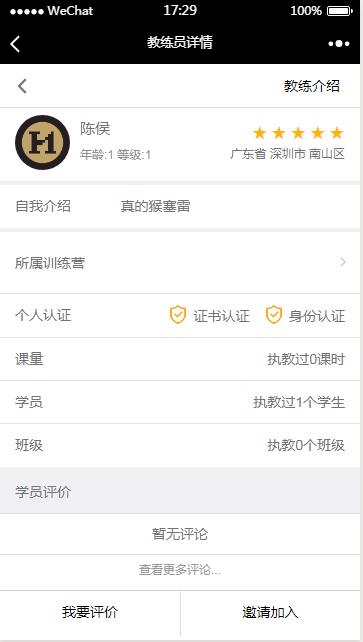 WeChat 17:29 100%
教练员详情
教练介绍
陈侯
年龄:1 等级:1
广东省 深圳市 南山区
自我介绍 真的猴塞雷
所属训练营
个人认证 证书认证 身份认证
课量 执教过0课时
学员 执教过1个学生
班级 执教0个班级
学员评价
暂无评论
查看更多评论...
我要评价 邀请加入